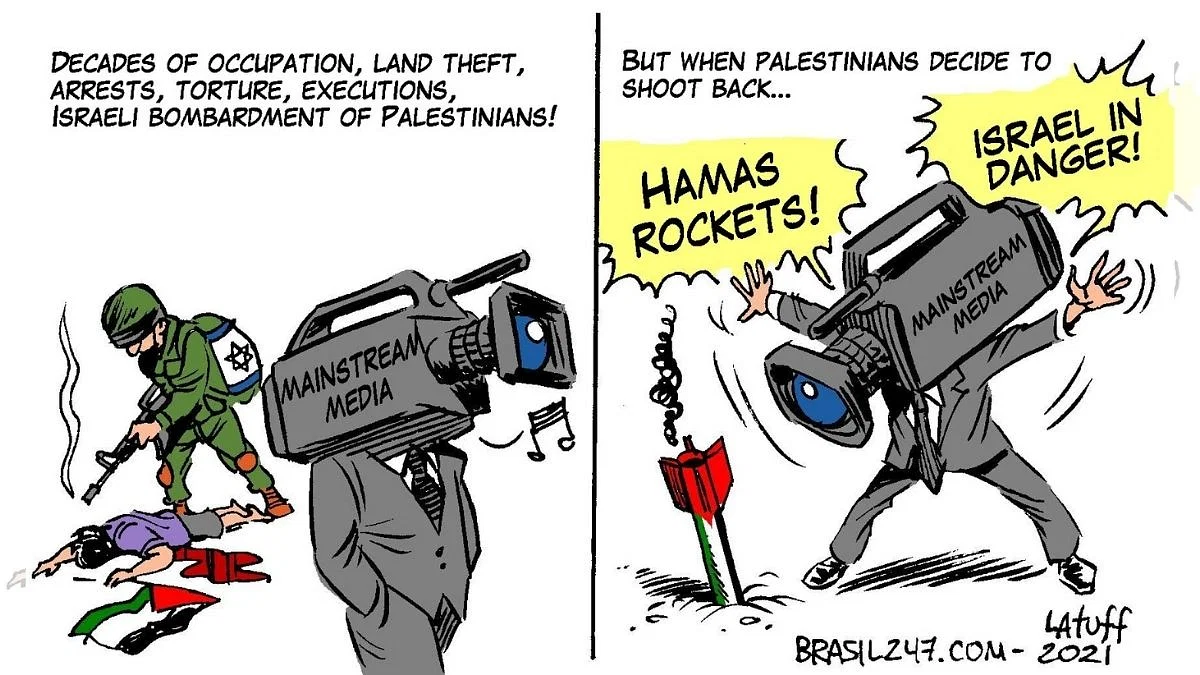 DECADES OF OCCUPATION, LAND THEFT,
ARRESTS, TORTURE, EXECUTIONS,
ISRAELI BOMBARDMENT OF PALESTINIANS!
MAINSTREAM
MEDIA
BUT WHEN PALESTINIANS DECIDE TO
SHOOT BACK...
HAMAS
ROCKETS!
ISRAEL IN
DANGER!
MAINSTREAM
MEDIA
LATUFF
BRASIL247.COM - 2021